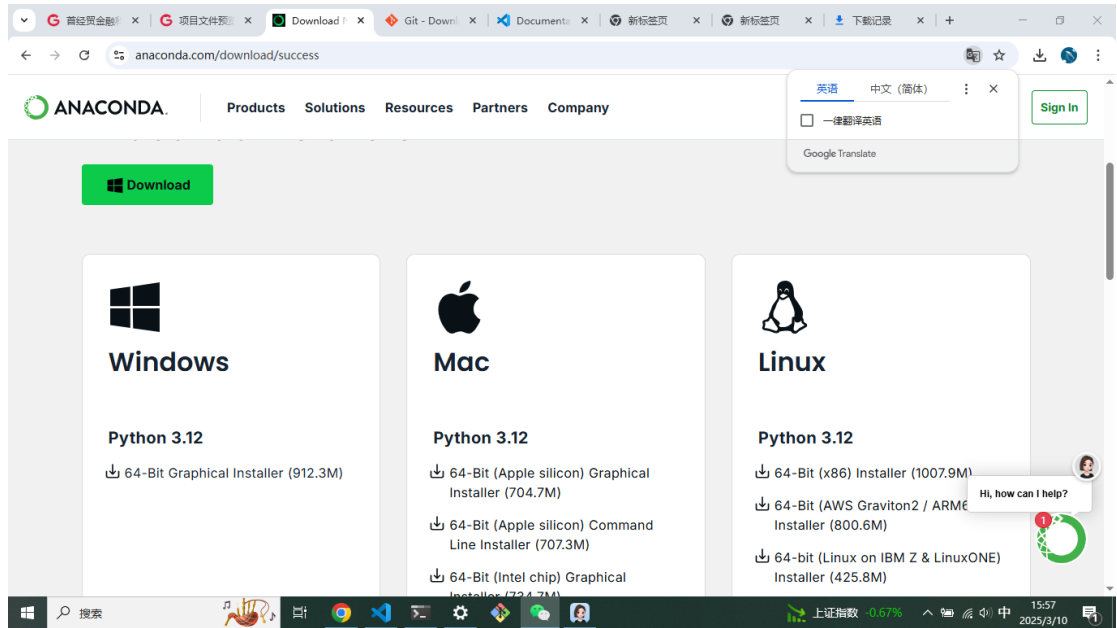 首经贸金融
项目文件预
Download
Git - Down
Documenta
新标签页
新标签页
下载记录
anaconda.com/download/success
英语 中文（简体）
一律翻译英语
Google Translate
ANACONDA.
Products Solutions Resources Partners Company
Sign In
Download
Windows
Python 3.12
64-Bit Graphical Installer (912.3M)
Mac
Python 3.12
64-Bit (Apple silicon) Graphical
Installer (704.7M)
64-Bit (Apple silicon) Command
Line Installer (707.3M)
64-Bit (Intel chip) Graphical
Installer (734.7M)
Linux
Python 3.12
64-Bit (x86) Installer (1007.9M)
64-Bit (AWS Graviton2 / ARM6
Installer (800.6M)
64-bit (Linux on IBM Z & LinuxONE)
Installer (425.8M)
Hi, how can I help?
1
搜索
上证指数 -0.67%
中
15:57
2025/3/10
1